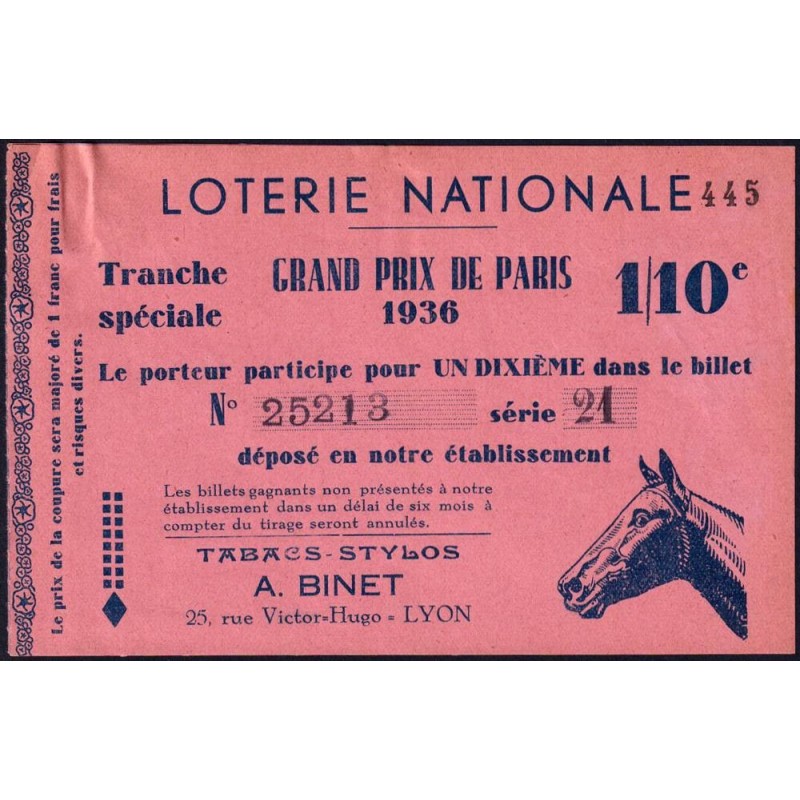 LOTERIE NATIONALE 445
Tranche spéciale
GRAND PRIX DE PARIS
1936
1/10e
Le porteur participe pour UN DIXIÈME dans le billet
No 25213 série 21
déposé en notre établissement
Les billets gagnants non présentés à notre
établissement dans un délai de six mois à
compter du tirage seront annulés.
TABACS-STYLOS
A. BINET
25, rue Victor=Hugo = LYON
Le prix de la coupure sera majoré de 1 franc pour frais
et risques divers.